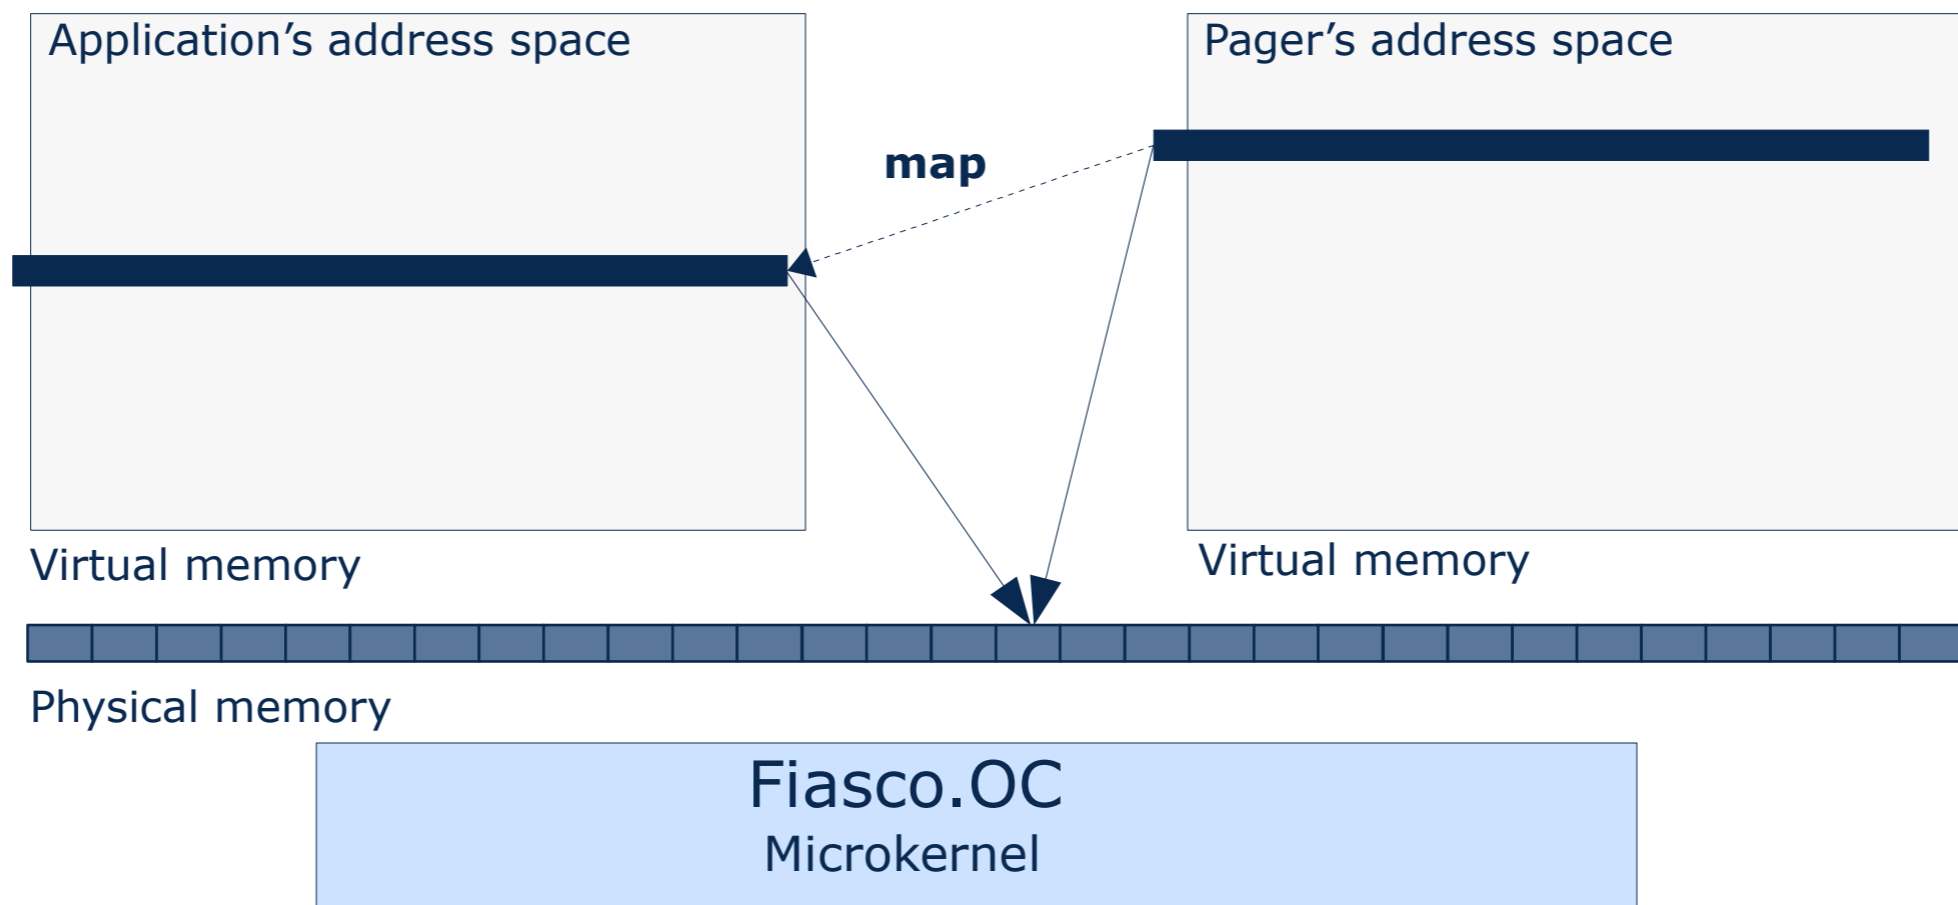 Application’s address space
Pager’s address space
map
Virtual memory
Virtual memory
Physical memory
Fiasco.OC
Microkernel